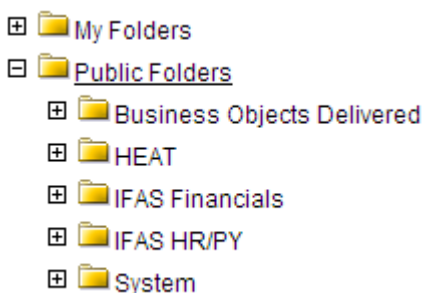 My Folders
Public Folders
Business Objects Delivered
HEAT
IFAS Financials
IFAS HR/PY
System